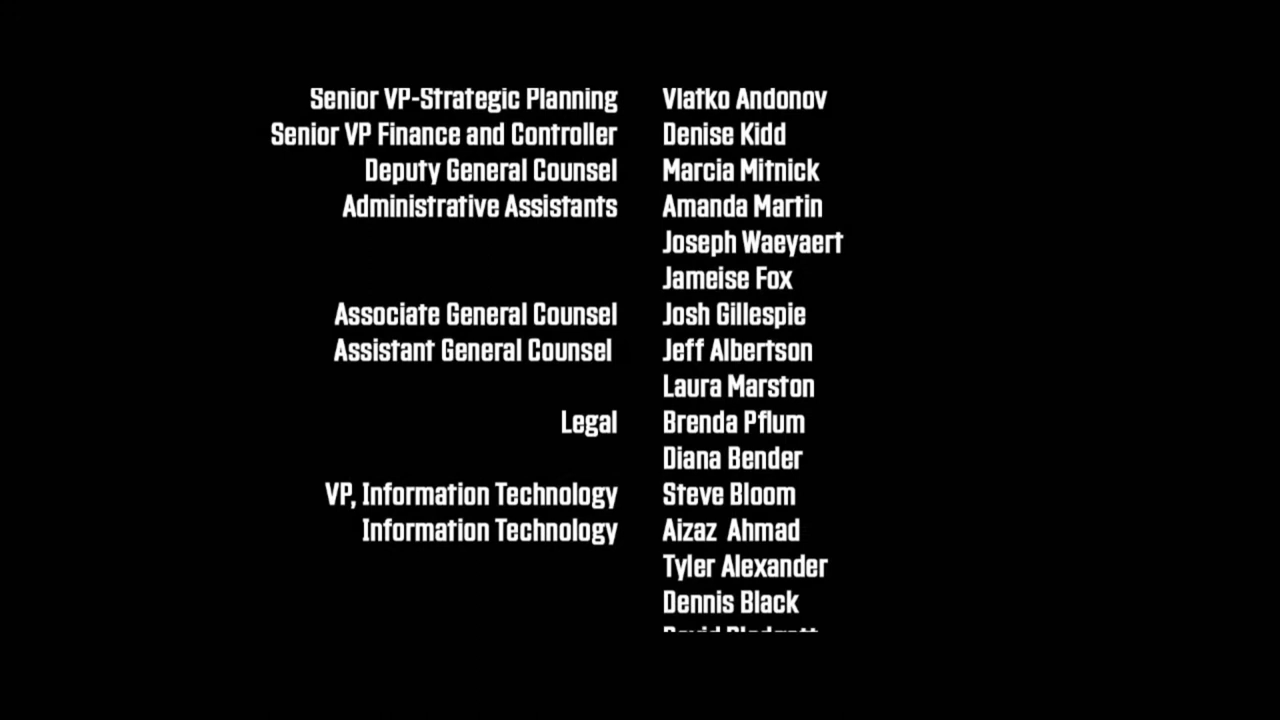 Senior VP-Strategic Planning Vlatko Andonov
Senior VP Finance and Controller Denise Kidd
Deputy General Counsel Marcia Mitnick
Administrative Assistants Amanda Martin
Joseph Waeyaert
Jameise Fox
Associate General Counsel Josh Gillespie
Assistant General Counsel Jeff Albertson
Laura Marston
Legal Brenda Pflum
Diana Bender
VP, Information Technology Steve Bloom
Information Technology Aizaz Ahmad
Tyler Alexander
Dennis Black
David